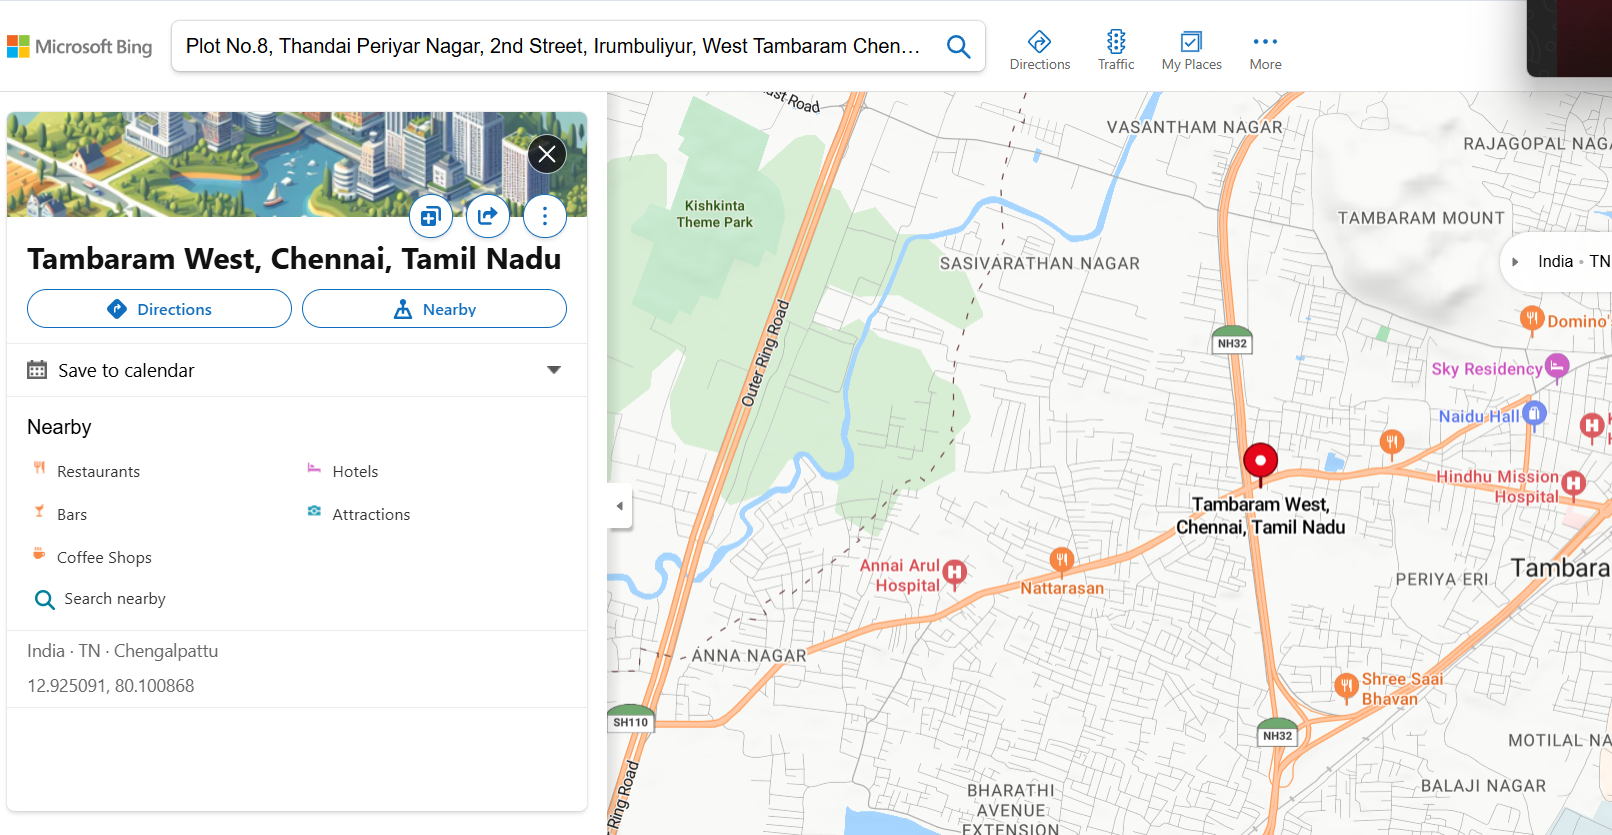 Microsoft Bing
Plot No.8, Thandai Periyar Nagar, 2nd Street, Irumbuliyur, West Tambaram Chen...
Directions
Traffic
My Places
More
Tambaram West, Chennai, Tamil Nadu
Directions
Nearby
Save to calendar
Nearby
Restaurants
Hotels
Bars
Attractions
Coffee Shops
Search nearby
India · TN · Chengalpattu
12.925091, 80.100868
Road
VASANTHAM NAGAR
RAJAGOPAL
Kishkinta
Theme Park
TAMBARAM MOUNT
SASIVARATHAN NAGAR
India · TN
Outer Ring Road
NH32
Domino'
Sky Residency
Naidu Hall
Hindhu Mission
Hospital
Tambaram West,
Chennai, Tamil Nadu
Annai Arul
Hospital
Nattarasan
PERIYA ERI
Tambara
ANNA NAGAR
Shree Saai
Bhavan
SH110
NH32
MOTILAL NA
BALAJI NAGAR
BHARATHI
AVENUE
EXTENSION
Ring Road